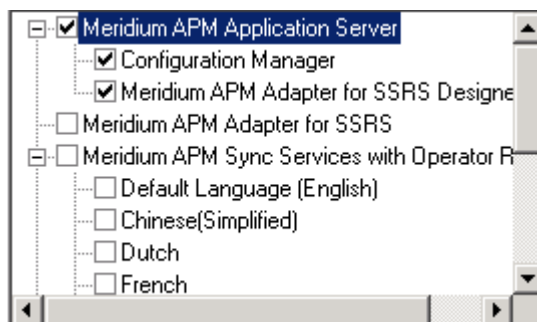 Meridium APM Application Server
Configuration Manager
Meridium APM Adapter for SSRS Designe
Meridium APM Adapter for SSRS
Meridium APM Sync Services with Operator R
Default Language (English)
Chinese(Simplified)
Dutch
French